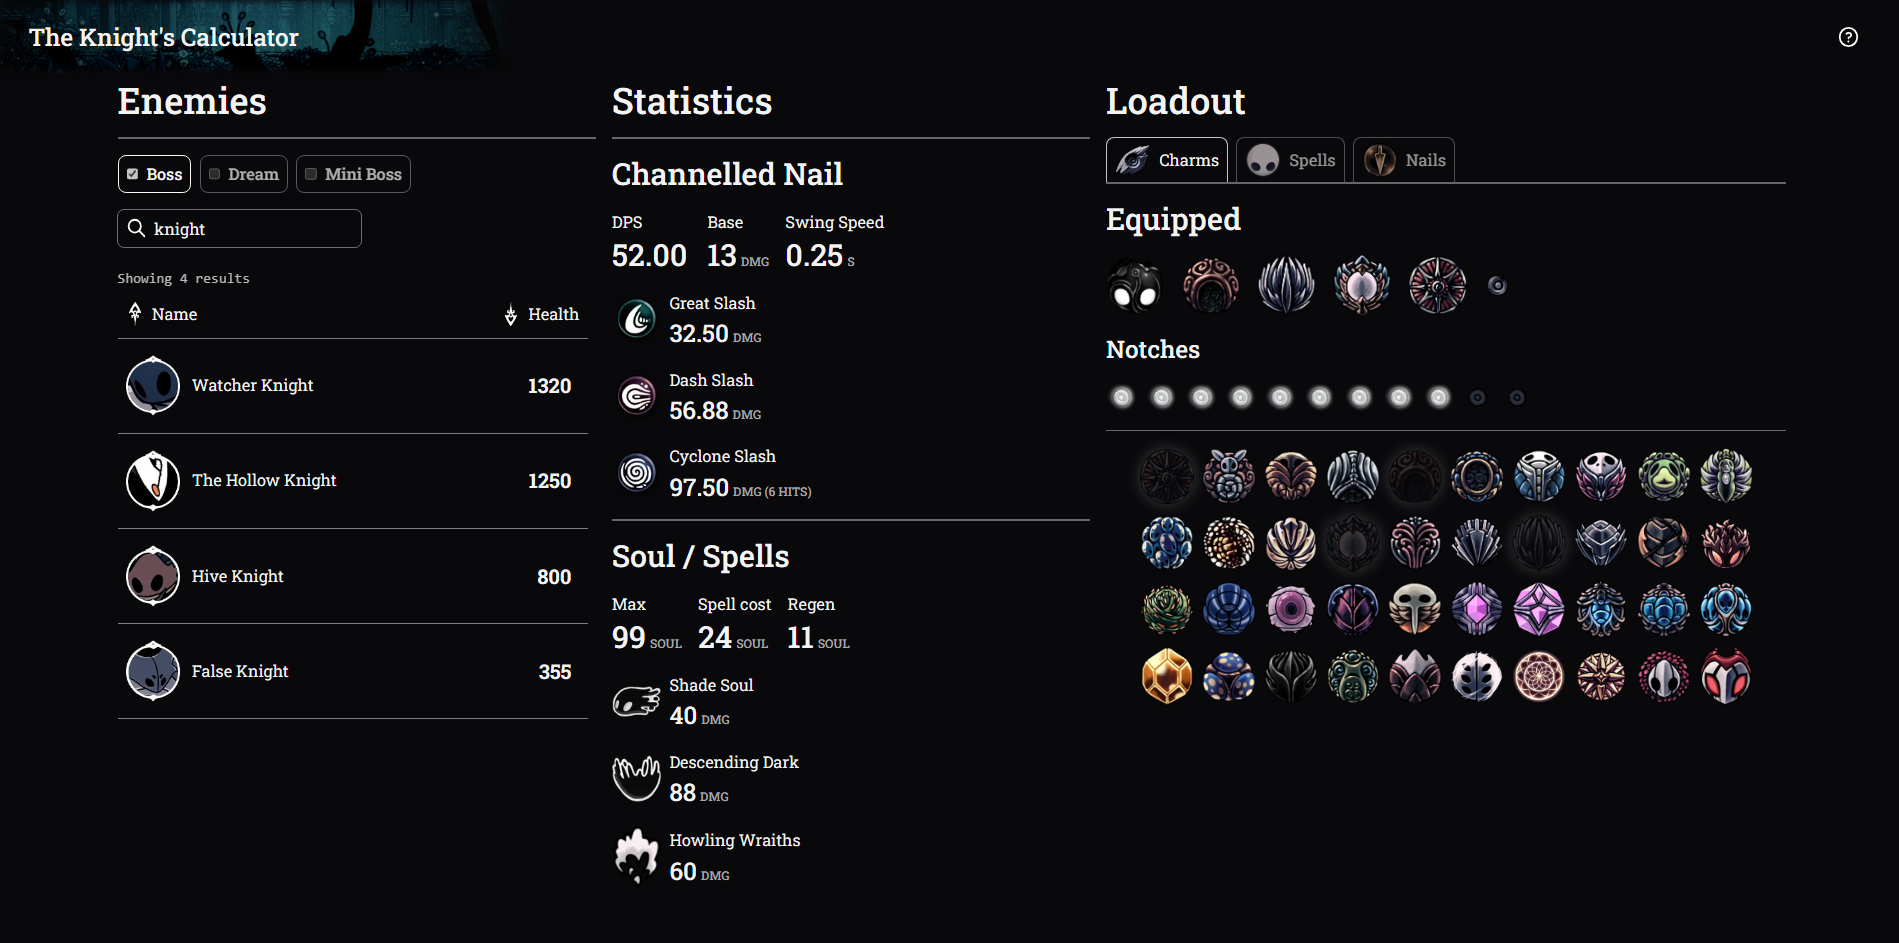 The Knight's Calculator
?
Enemies
Boss
Dream
Mini Boss
knight
Showing 4 results
Name
Health
Watcher Knight
1320
The Hollow Knight
1250
Hive Knight
800
False Knight
355
Statistics
Channelled Nail
DPS
Base
Swing Speed
52.00
13 DMG
0.25 S
Great Slash
32.50 DMG
Dash Slash
56.88 DMG
Cyclone Slash
97.50 DMG (6 HITS)
Soul / Spells
Max
Spell cost
Regen
99 SOUL
24 SOUL
11 SOUL
Shade Soul
40 DMG
Descending Dark
88 DMG
Howling Wraiths
60 DMG
Loadout
Charms
Spells
Nails
Equipped
Notches